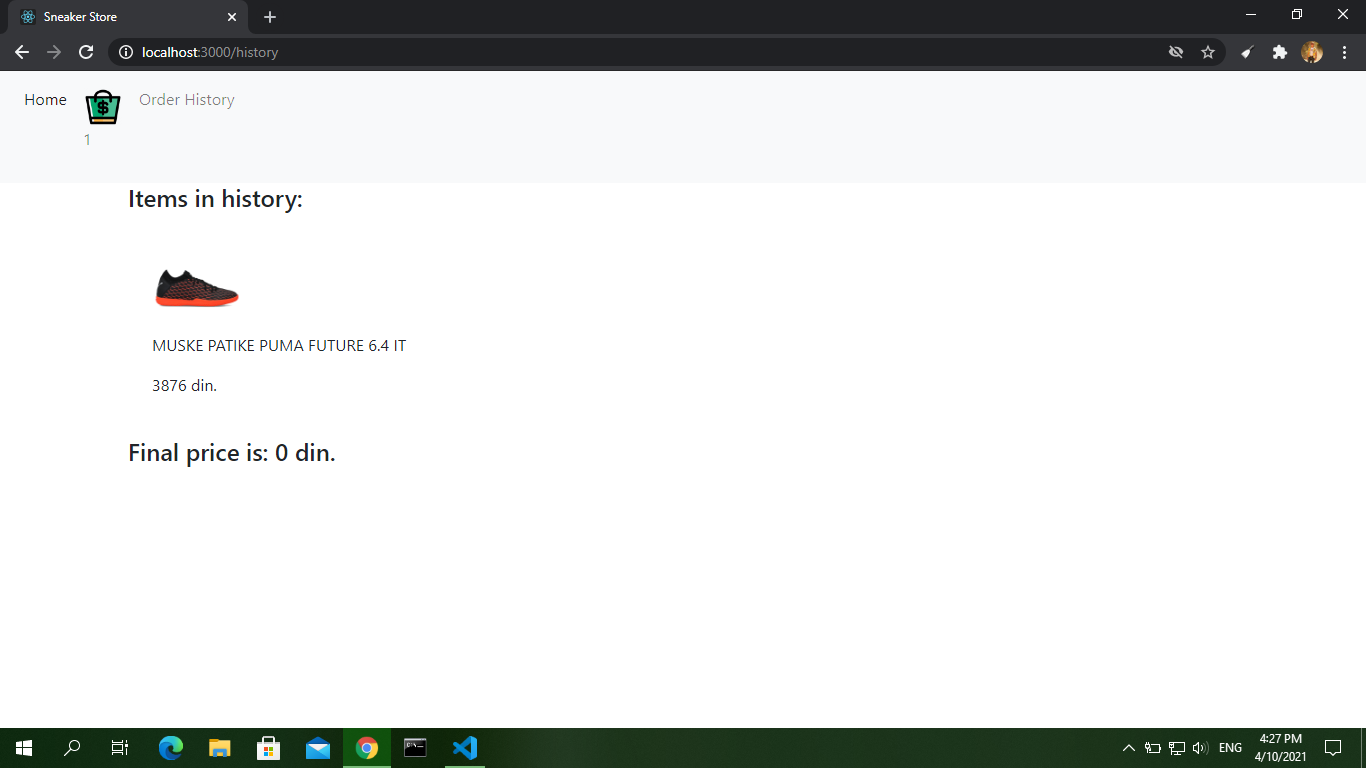 Sneaker Store
localhost:3000/history
Home
$
Order History
1
Items in history:
MUSKE PATIKE PUMA FUTURE 6.4 IT
3876 din.
Final price is: 0 din.
ENG
4:27 PM
4/10/2021